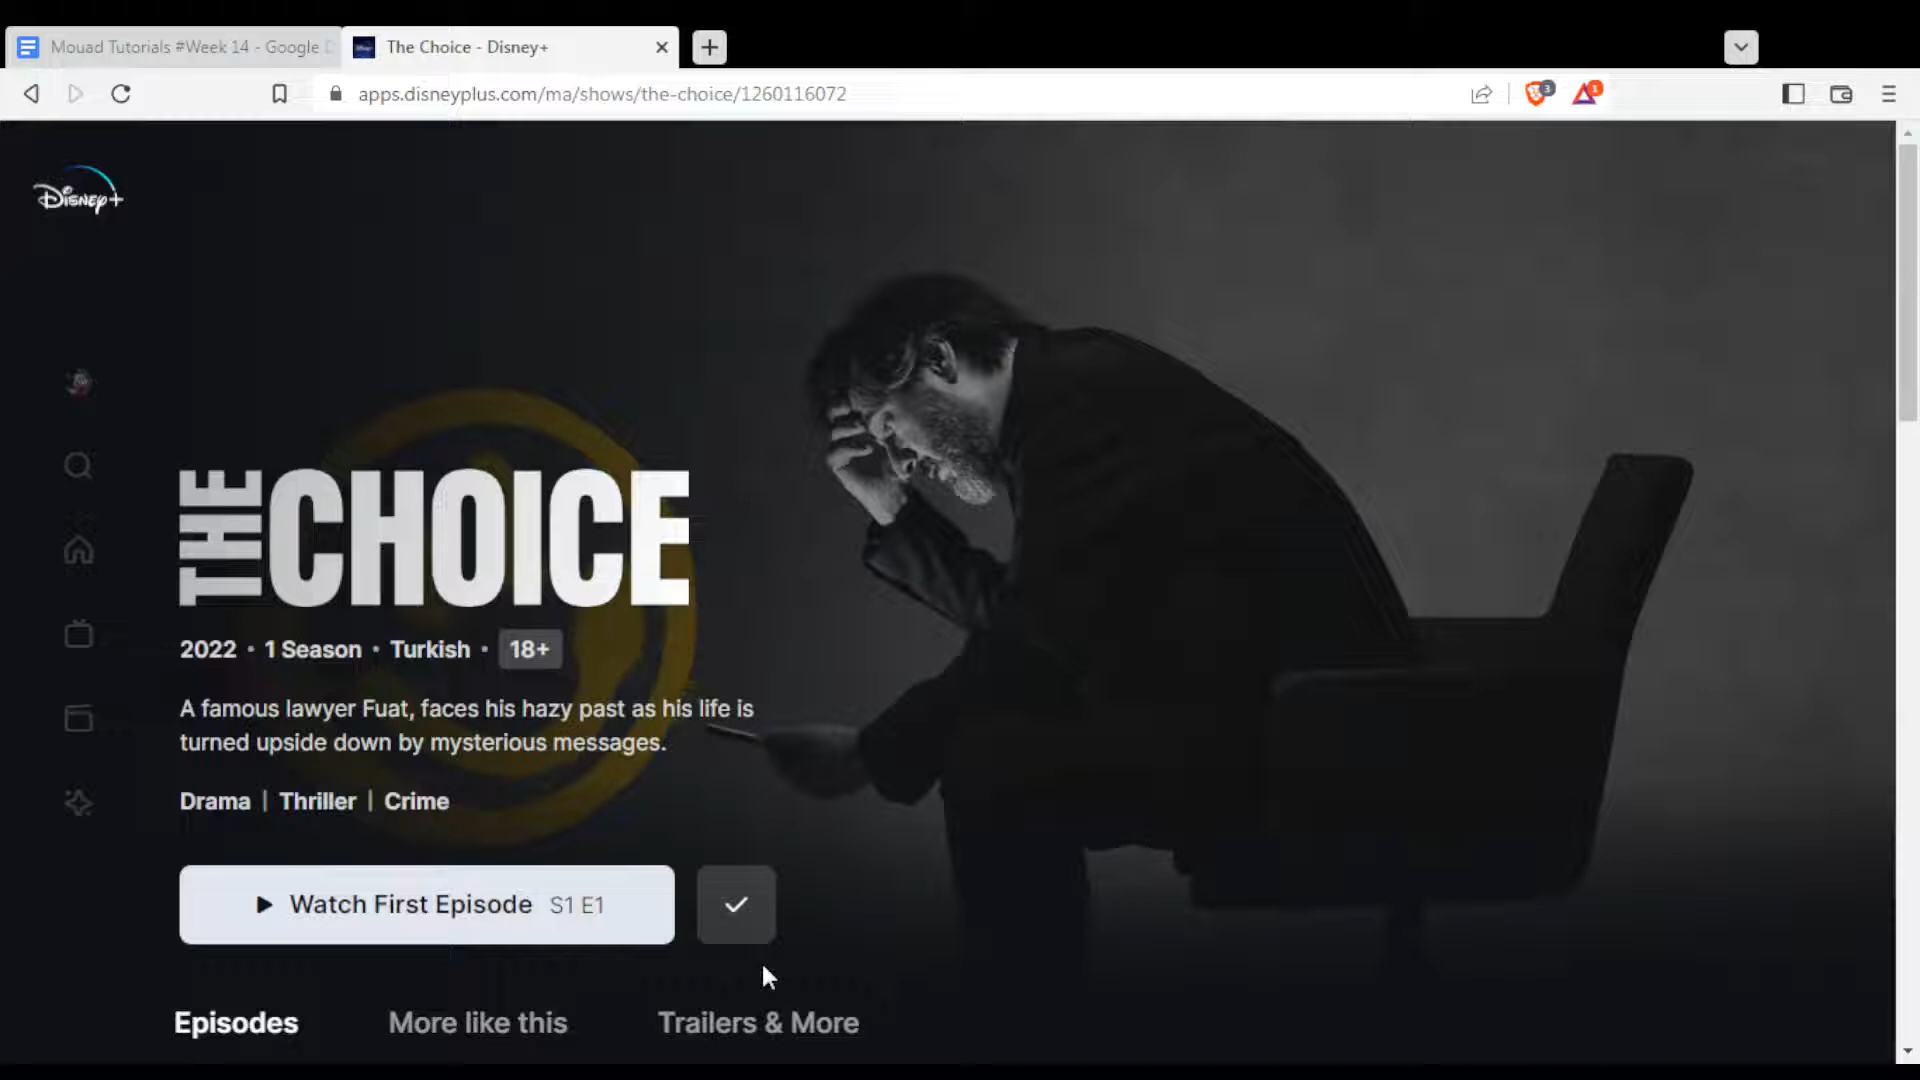 Mouad Tutorials #Week 14 - Google D
The Choice - Disney+
apps.disneyplus.com/ma/shows/the-choice/1260116072
3
1
Disney+
THE CHOICE
2022 • 1 Season • Turkish • 18+
A famous lawyer Fuat, faces his hazy past as his life is
turned upside down by mysterious messages.
Drama | Thriller | Crime
Watch First Episode S1 E1
Episodes
More like this
Trailers & More